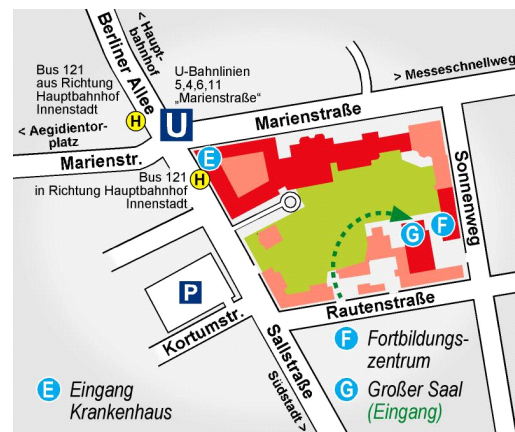 < Haupt-
bahnhof
Berliner Allee
Bus 121
aus Richtung
Hauptbahnhof
Innenstadt
H
U-Bahnlinien
5,4,6,11
„Marienstraße“
U
> Messeschnellweg
Marienstraße
< Aegidientor-
platz
Marienstr.
E
Bus 121
in Richtung Hauptbahnhof
Innenstadt
H
Sonnenweg
G
F
P
Kortumstr.
Rautenstraße
Sallstraße
Südstadt >
E Eingang
Krankenhaus
F Fortbildungs-
zentrum
G Großer Saal
(Eingang)